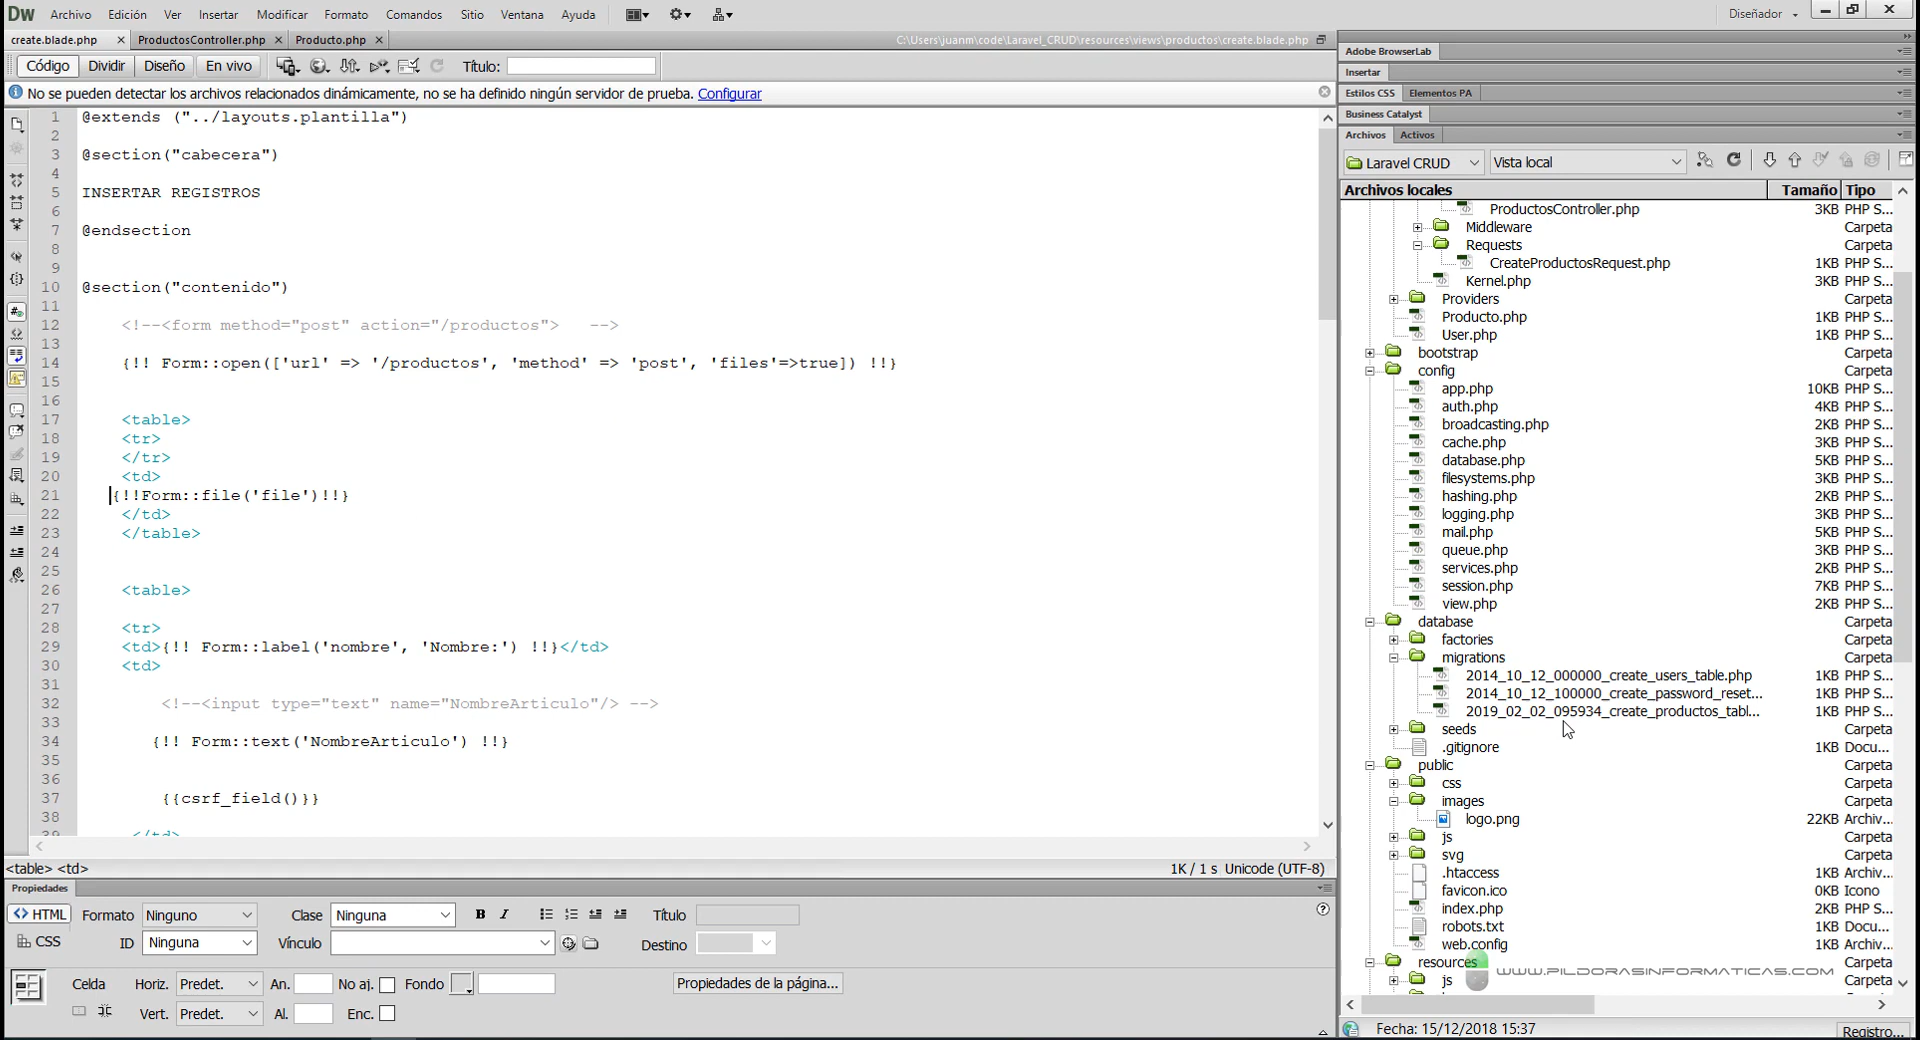 Dw Archivo Edición Ver Insertar Modificar Formato Comandos Sitio Ventana Ayuda Diseñador
create.blade.php ProductosController.php Producto.php C:\Users\juanm\code\Laravel_CRUD\resources\views\productos\create.blade.php
Código Dividir Diseño En vivo Título:
No se pueden detectar los archivos relacionados dinámicamente, no se ha definido ningún servidor de prueba. Configurar
1 @extends ("../layouts.plantilla")
2
3 @section("cabecera")
4
5 INSERTAR REGISTROS
6
7 @endsection
8
9
10 @section("contenido")
11
12 <!--<form method="post" action="/productos"> -->
13
14 {!! Form::open(['url' => '/productos', 'method' => 'post', 'files'=>true]) !!}
15
16
17 <table>
18 <tr>
19 </tr>
20 <td>
21 {!!Form::file('file')!!}
22 </td>
23 </table>
24
25
26 <table>
27
28 <tr>
29 <td>{!! Form::label('nombre', 'Nombre:') !!}</td>
30 <td>
31
32 <!--<input type="text" name="NombreArticulo"/> -->
33
34 {!! Form::text('NombreArticulo') !!}
35
36
37 {{csrf_field()}}
38
39 </td>
<table> <td> 1K / 1 s Unicode (UTF-8)
Propiedades
<> HTML Formato Ninguno Clase Ninguna B I Título
CSS ID Ninguna Vínculo Destino
Celda Horiz. Predet. An. No aj. Fondo Propiedades de la página...
Vert. Predet. Al. Enc.
Adobe BrowserLab
Insertar
Estilos CSS Elementos PA
Business Catalyst
Archivos Activos
Laravel CRUD Vista local
Archivos locales Tamaño Tipo
ProductosController.php 3KB PHP S...
Middleware Carpeta
Requests Carpeta
CreateProductosRequest.php 1KB PHP S...
Kernel.php 3KB PHP S...
Providers Carpeta
Producto.php 1KB PHP S...
User.php 1KB PHP S...
bootstrap Carpeta
config Carpeta
app.php 10KB PHP S...
auth.php 4KB PHP S...
broadcasting.php 2KB PHP S...
cache.php 3KB PHP S...
database.php 5KB PHP S...
filesystems.php 3KB PHP S...
hashing.php 2KB PHP S...
logging.php 3KB PHP S...
mail.php 5KB PHP S...
queue.php 3KB PHP S...
services.php 2KB PHP S...
session.php 7KB PHP S...
view.php 2KB PHP S...
database Carpeta
factories Carpeta
migrations Carpeta
2014_10_12_000000_create_users_table.php 1KB PHP S...
2014_10_12_100000_create_password_reset... 1KB PHP S...
2019_02_02_095934_create_productos_tabl... 1KB PHP S...
seeds Carpeta
.gitignore 1KB Docu...
public Carpeta
css Carpeta
images Carpeta
logo.png 22KB Archiv...
js Carpeta
svg Carpeta
.htaccess 1KB Archiv...
favicon.ico 0KB Icono
index.php 2KB PHP S...
robots.txt 1KB Docu...
web.config 1KB Archiv...
resources Carpeta
WWW.PILDORASINFORMATICAS.COM
js Carpeta
Fecha: 15/12/2018 15:37 Registro...